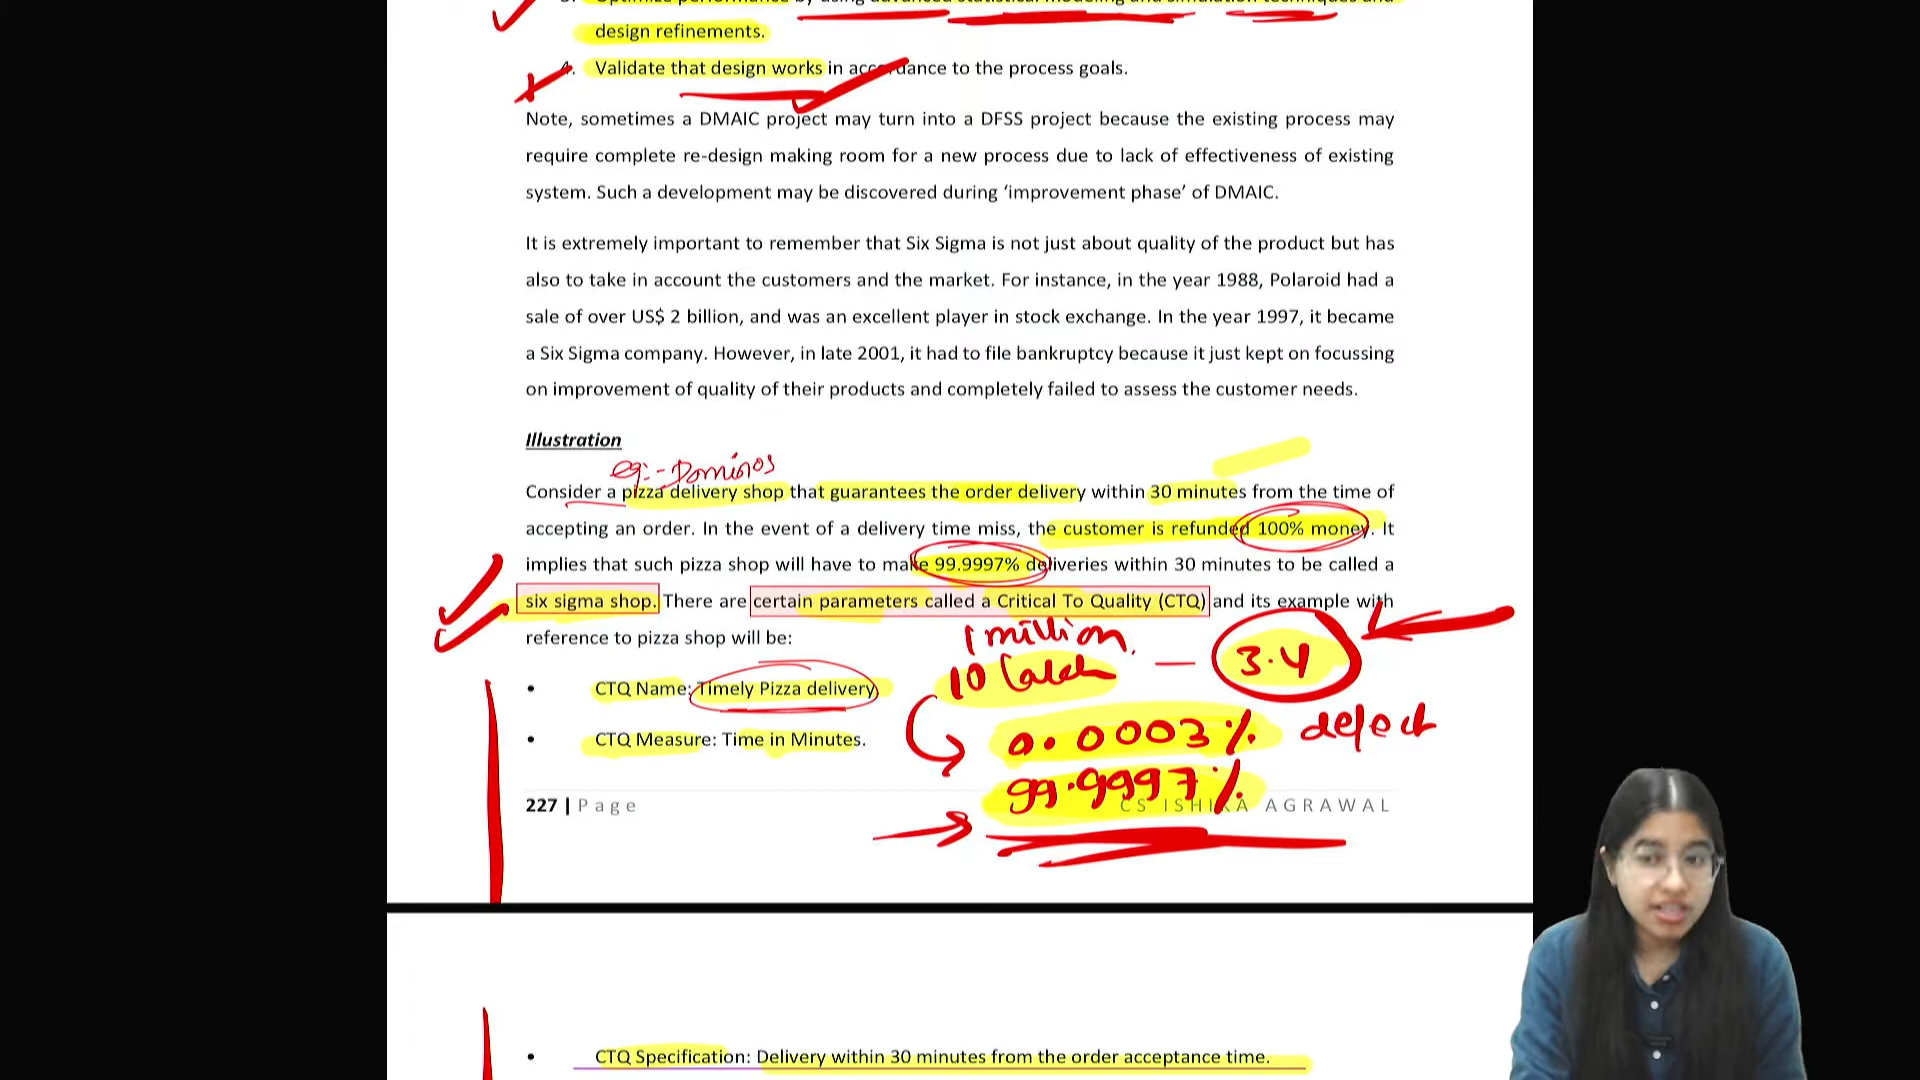 3. Optimize performance by using advanced statistical modeling and simulation techniques and
design refinements.
4. Validate that design works in accordance to the process goals.
Note, sometimes a DMAIC project may turn into a DFSS project because the existing process may
require complete re-design making room for a new process due to lack of effectiveness of existing
system. Such a development may be discovered during ‘improvement phase’ of DMAIC.
It is extremely important to remember that Six Sigma is not just about quality of the product but has
also to take in account the customers and the market. For instance, in the year 1988, Polaroid had a
sale of over US$ 2 billion, and was an excellent player in stock exchange. In the year 1997, it became
a Six Sigma company. However, in late 2001, it had to file bankruptcy because it just kept on focussing
on improvement of quality of their products and completely failed to assess the customer needs.
Illustration
eg:- Dominos
Consider a pizza delivery shop that guarantees the order delivery within 30 minutes from the time of
accepting an order. In the event of a delivery time miss, the customer is refunded 100% money. It
implies that such pizza shop will have to make 99.9997% deliveries within 30 minutes to be called a
six sigma shop. There are certain parameters called a Critical To Quality (CTQ) and its example with
reference to pizza shop will be:
1 million
10 Lakh — 3.4
• CTQ Name: Timely Pizza delivery
0.0003% defect
• CTQ Measure: Time in Minutes.
99.9997%
227 | Page CS ISHIKA AGRAWAL
• CTQ Specification: Delivery within 30 minutes from the order acceptance time.